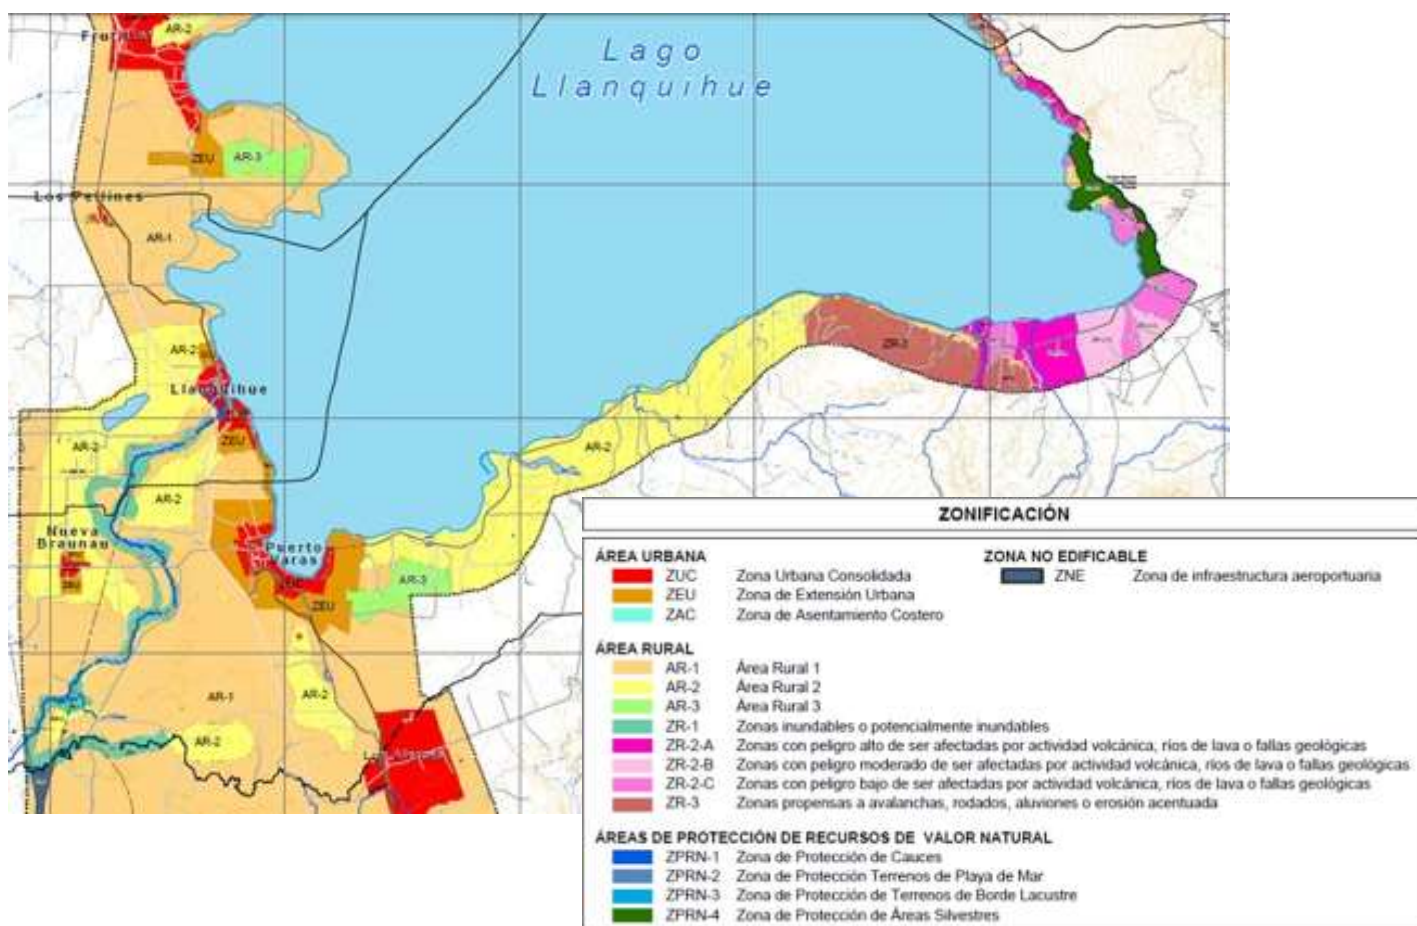 AR-2
Lago
Llanquihue
ZEU
AR-3
AR-1
AR-2
Llanquihue
ZR-3
ZEU
AR-2
AR-2
AR-2
Nueva
Braunau
Puerto
Varas
ZUC
AR-3
ZEU
AR-1
AR-2
AR-2
ZONIFICACIÓN
ÁREA URBANA
ZUC Zona Urbana Consolidada
ZEU Zona de Extensión Urbana
ZAC Zona de Asentamiento Costero
ZONA NO EDIFICABLE
ZNE Zona de infraestructura aeroportuaria
ÁREA RURAL
AR-1 Área Rural 1
AR-2 Área Rural 2
AR-3 Área Rural 3
ZR-1 Zonas inundables o potencialmente inundables
ZR-2-A Zonas con peligro alto de ser afectadas por actividad volcánica, ríos de lava o fallas geológicas
ZR-2-B Zonas con peligro moderado de ser afectadas por actividad volcánica, ríos de lava o fallas geológicas
ZR-2-C Zonas con peligro bajo de ser afectadas por actividad volcánica, ríos de lava o fallas geológicas
ZR-3 Zonas propensas a avalanchas, rodados, aluviones o erosión acentuada
ÁREAS DE PROTECCIÓN DE RECURSOS DE VALOR NATURAL
ZPRN-1 Zona de Protección de Cauces
ZPRN-2 Zona de Protección Terrenos de Playa de Mar
ZPRN-3 Zona de Protección de Terrenos de Borde Lacustre
ZPRN-4 Zona de Protección de Áreas Silvestres